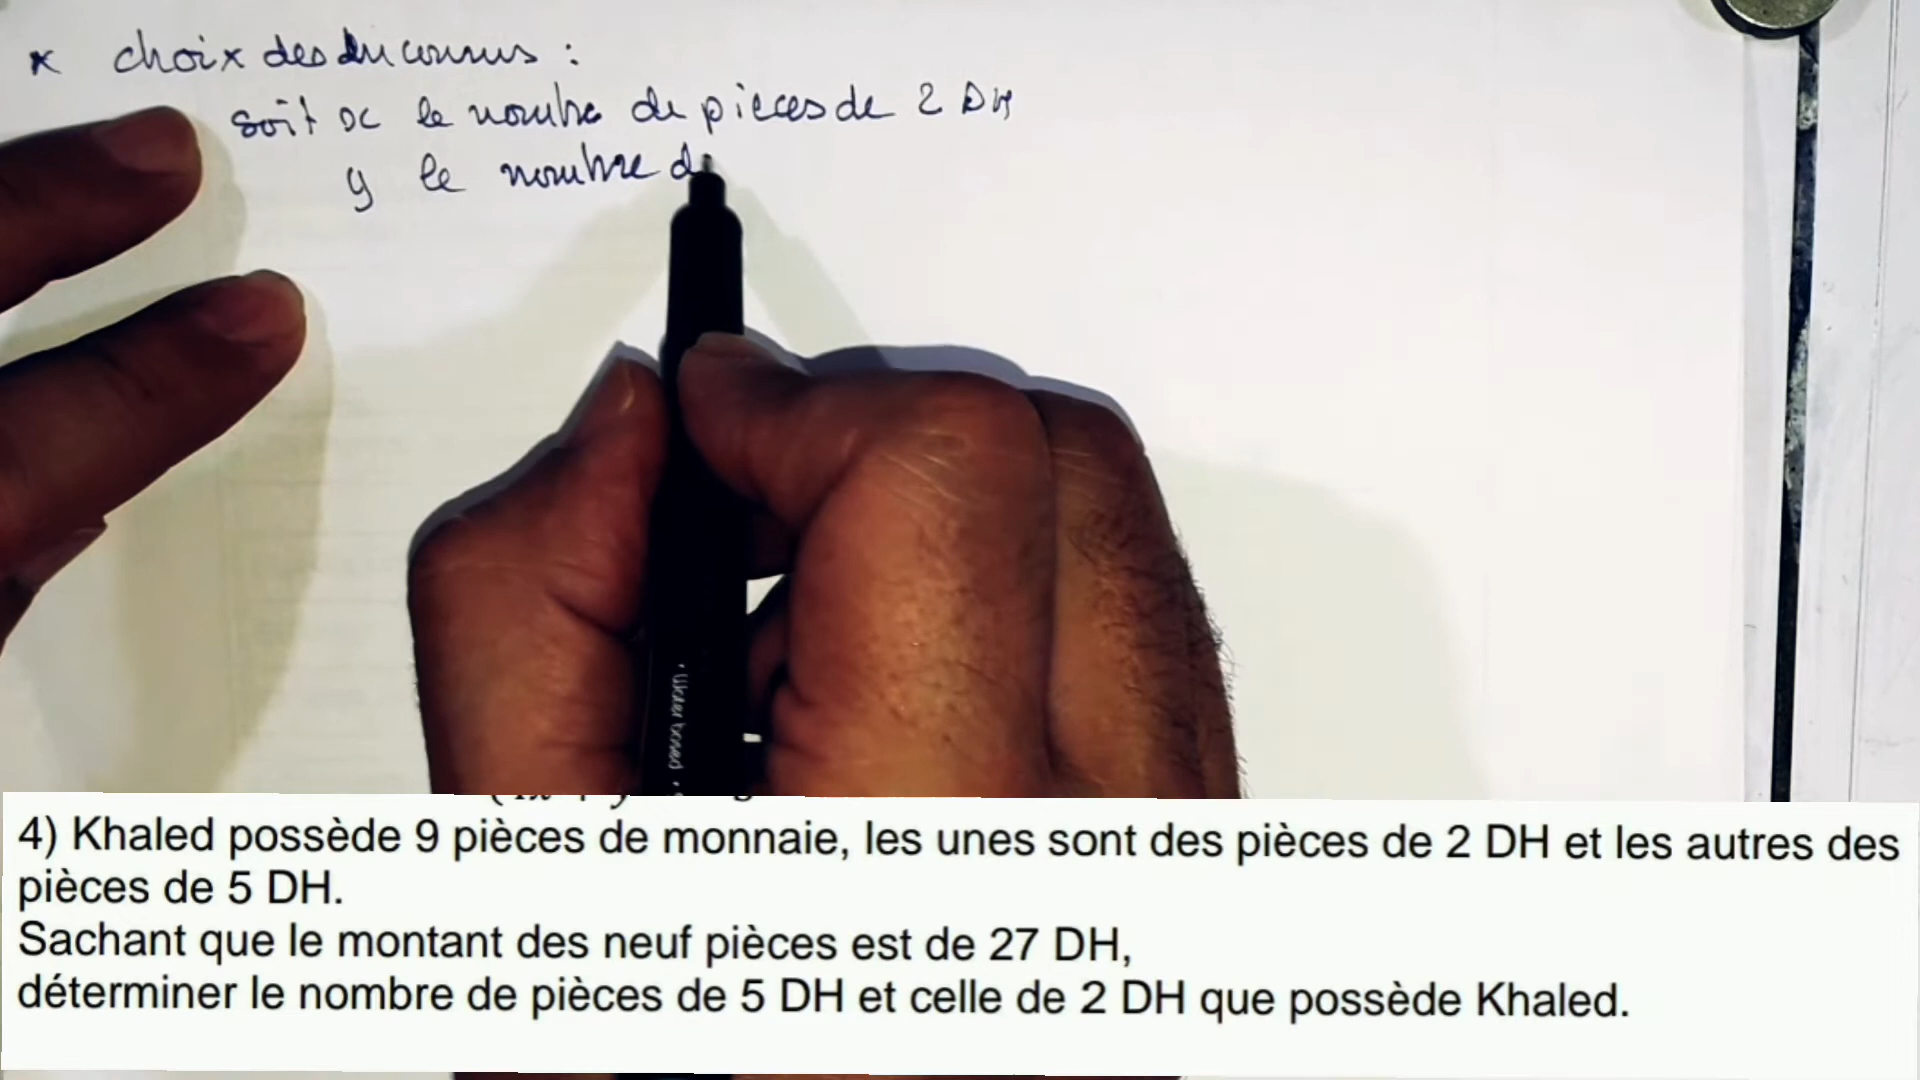 * choix des inconnus :
soit x le nombre de pieces de 2 DH
y le nombre d
• Water based •
4) Khaled possède 9 pièces de monnaie, les unes sont des pièces de 2 DH et les autres des
pièces de 5 DH.
Sachant que le montant des neuf pièces est de 27 DH,
déterminer le nombre de pièces de 5 DH et celle de 2 DH que possède Khaled.